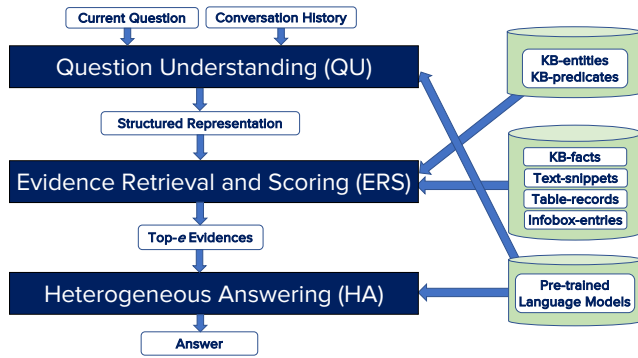 Current Question
Conversation History
Question Understanding (QU)
Structured Representation
Evidence Retrieval and Scoring (ERS)
Top-e Evidences
Heterogeneous Answering (HA)
Answer
KB-entities
KB-predicates
KB-facts
Text-snippets
Table-records
Infobox-entries
Pre-trained
Language Models